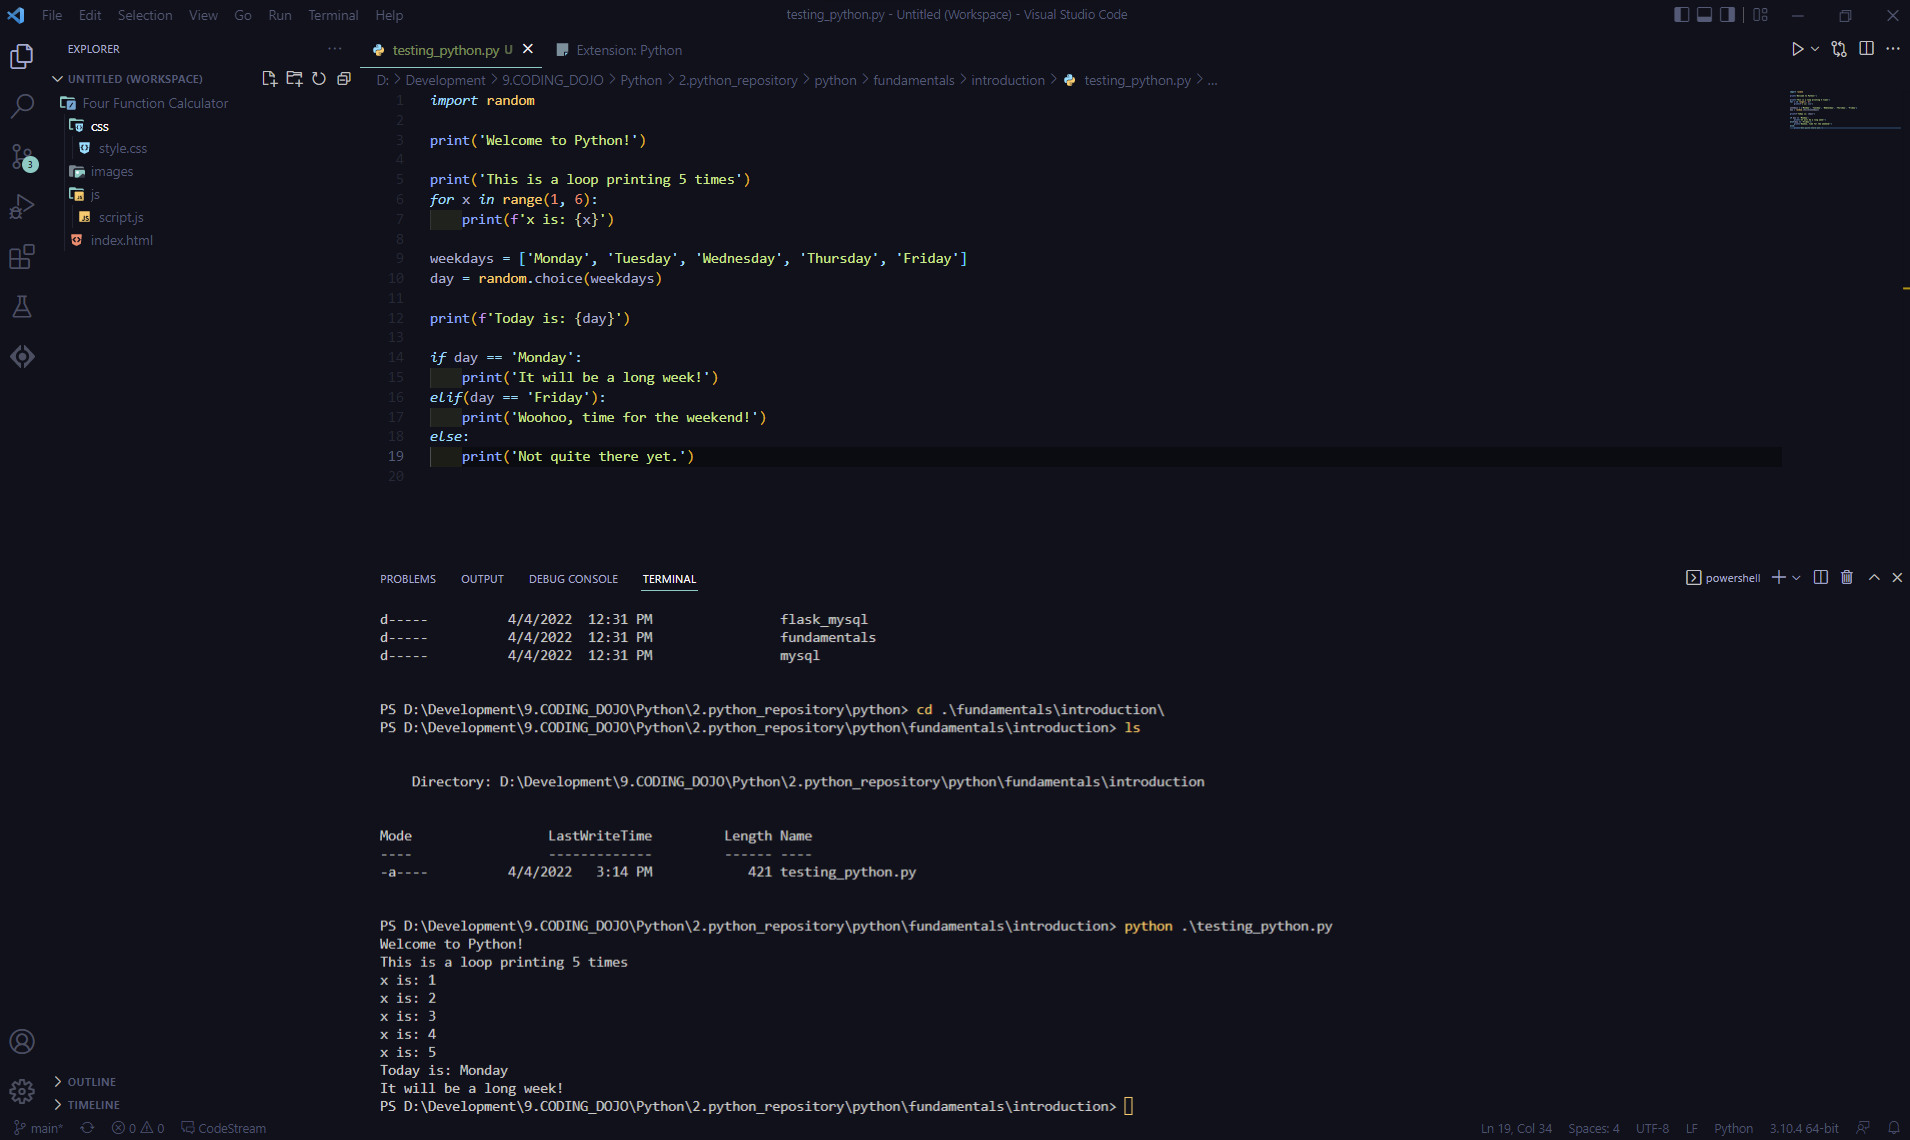 File Edit Selection View Go Run Terminal Help
testing_python.py - Untitled (Workspace) - Visual Studio Code
EXPLORER
UNTITLED (WORKSPACE)
Four Function Calculator
css
style.css
images
js
script.js
index.html
3
OUTLINE
TIMELINE
testing_python.py U
Extension: Python
D: > Development > 9.CODING_DOJO > Python > 2.python_repository > python > fundamentals > introduction > testing_python.py > ...
1 import random
2
3 print('Welcome to Python!')
4
5 print('This is a loop printing 5 times')
6 for x in range(1, 6):
7     print(f'x is: {x}')
8
9 weekdays = ['Monday', 'Tuesday', 'Wednesday', 'Thursday', 'Friday']
10 day = random.choice(weekdays)
11
12 print(f'Today is: {day}')
13
14 if day == 'Monday':
15     print('It will be a long week!')
16 elif(day == 'Friday'):
17     print('Woohoo, time for the weekend!')
18 else:
19     print('Not quite there yet.')
20
PROBLEMS OUTPUT DEBUG CONSOLE TERMINAL
powershell
d----- 4/4/2022 12:31 PM flask_mysql
d----- 4/4/2022 12:31 PM fundamentals
d----- 4/4/2022 12:31 PM mysql
PS D:\Development\9.CODING_DOJO\Python\2.python_repository\python> cd .\fundamentals\introduction\
PS D:\Development\9.CODING_DOJO\Python\2.python_repository\python\fundamentals\introduction> ls
Directory: D:\Development\9.CODING_DOJO\Python\2.python_repository\python\fundamentals\introduction
Mode LastWriteTime Length Name
---- ------------- ------ ----
-a---- 4/4/2022 3:14 PM 421 testing_python.py
PS D:\Development\9.CODING_DOJO\Python\2.python_repository\python\fundamentals\introduction> python .\testing_python.py
Welcome to Python!
This is a loop printing 5 times
x is: 1
x is: 2
x is: 3
x is: 4
x is: 5
Today is: Monday
It will be a long week!
PS D:\Development\9.CODING_DOJO\Python\2.python_repository\python\fundamentals\introduction>
main* 0 0 CodeStream
Ln 19, Col 34 Spaces: 4 UTF-8 LF Python 3.10.4 64-bit